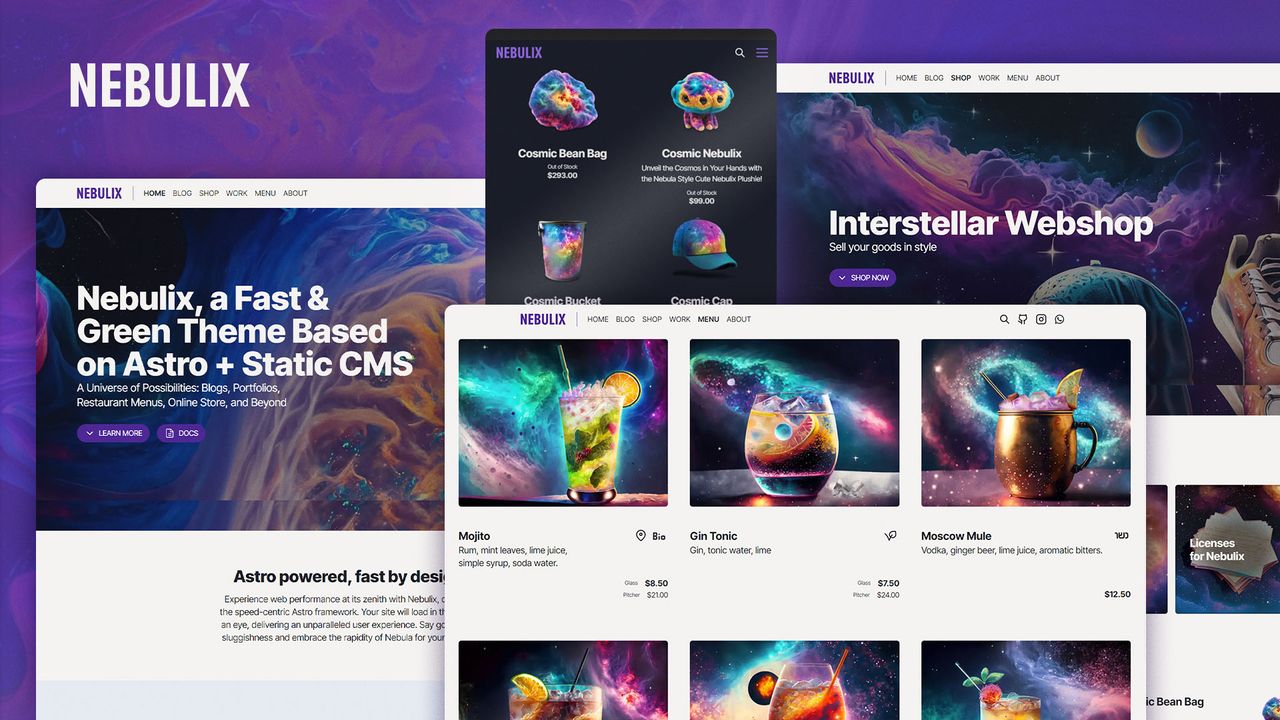 NEBULIX
NEBULIX
HOME BLOG SHOP WORK MENU ABOUT
Nebulix, a Fast &
Green Theme Based
on Astro + Static CMS
A Universe of Possibilities: Blogs, Portfolios,
Restaurant Menus, Online Store, and Beyond
LEARN MORE DOCS
Astro powered, fast by desi
Experience web performance at its zenith with Nebulix,
the speed-centric Astro framework. Your site will load in th
an eye, delivering an unparalleled user experience. Say go
sluggishness and embrace the rapidity of Nebula for your
NEBULIX
Cosmic Bean Bag
Out of Stock
$293.00
Cosmic Nebulix
Unveil the Cosmos in Your Hands with
the Nebula Style Cute Nebulix Plushie!
Out of Stock
$99.00
Cosmic Bucket
Cosmic Cap
NEBULIX
HOME BLOG SHOP WORK MENU ABOUT
Interstellar Webshop
Sell your goods in style
SHOP NOW
NEBULIX
HOME BLOG SHOP WORK MENU ABOUT
Mojito
Bio
Rum, mint leaves, lime juice,
simple syrup, soda water.
Glass $8.50
Pitcher $21.00
Gin Tonic
Gin, tonic water, lime
Glass $7.50
Pitcher $24.00
Moscow Mule
כשר
Vodka, ginger beer, lime juice, aromatic bitters.
$12.50
Licenses
for Nebulix
ic Bean Bag